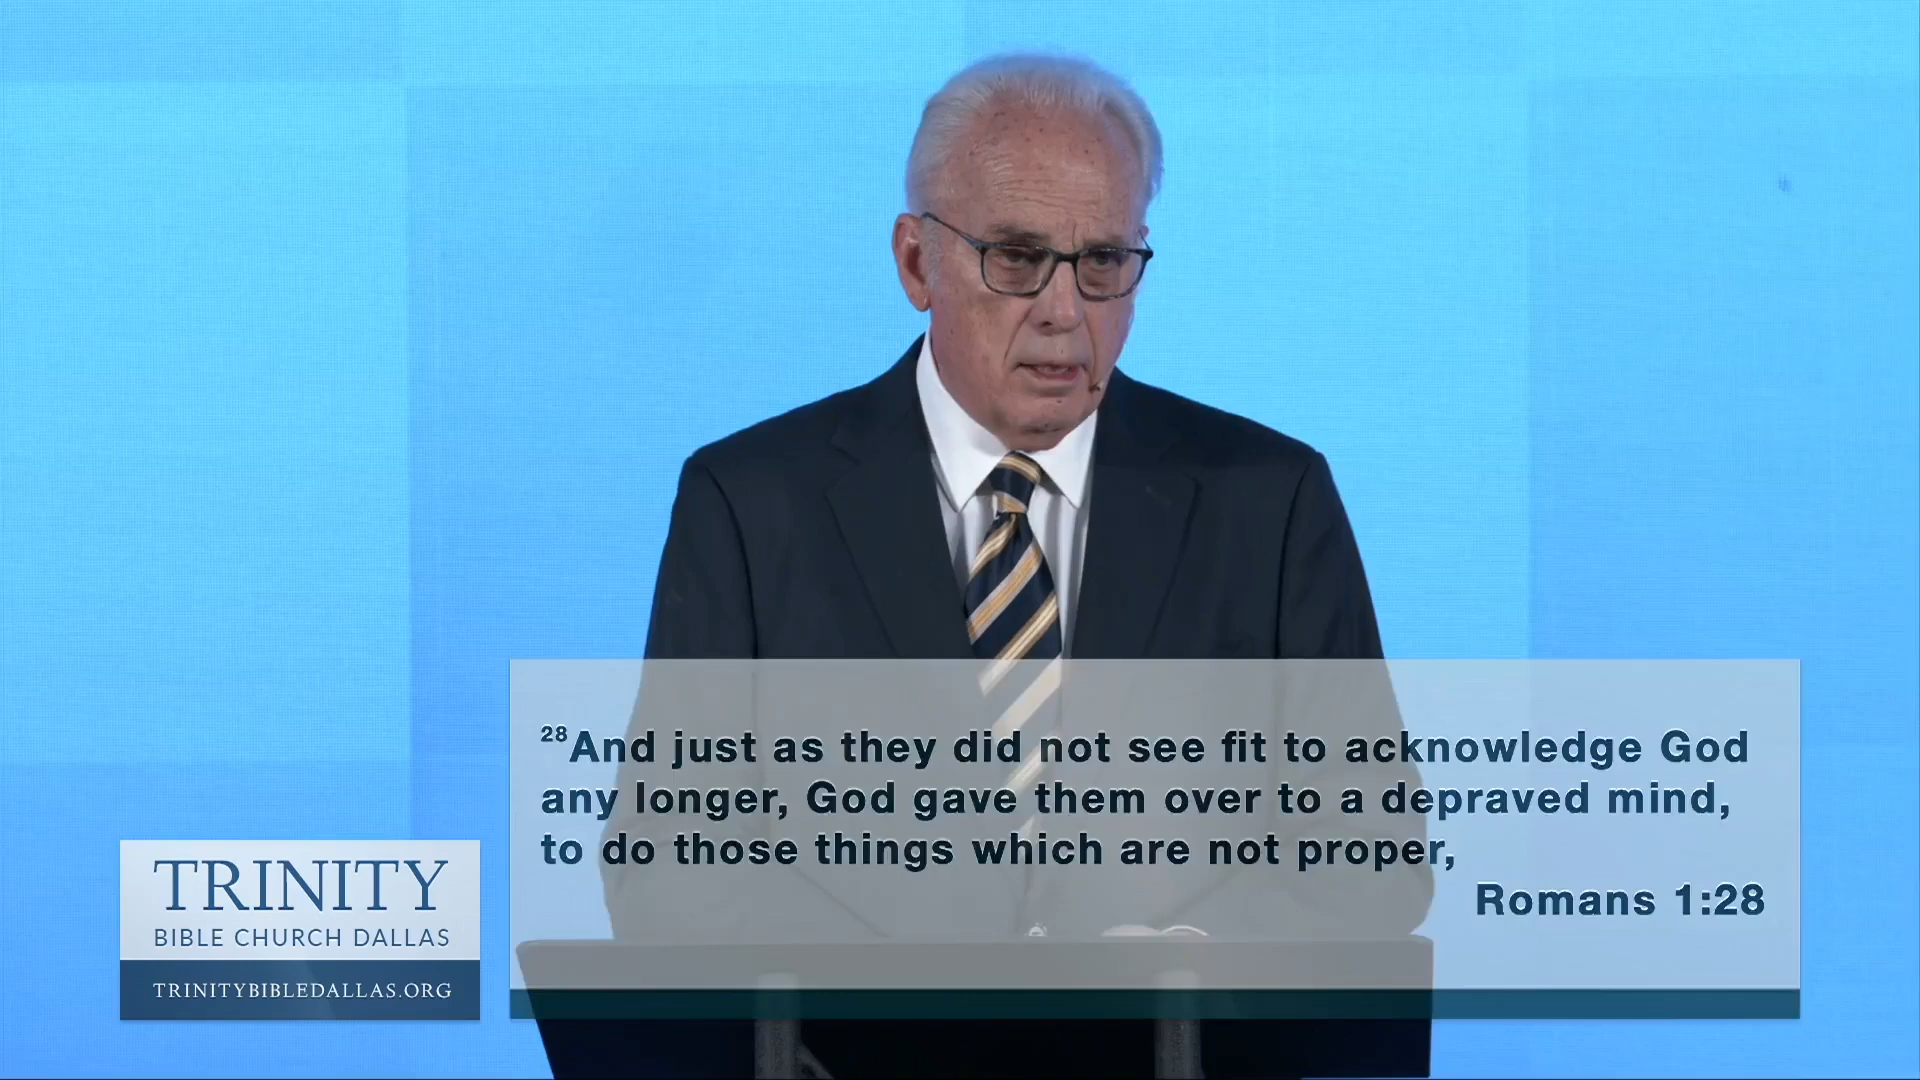 ²⁸And just as they did not see fit to acknowledge God
any longer, God gave them over to a depraved mind,
to do those things which are not proper,
Romans 1:28
TRINITY
BIBLE CHURCH DALLAS
TRINITYBIBLEDALLAS.ORG